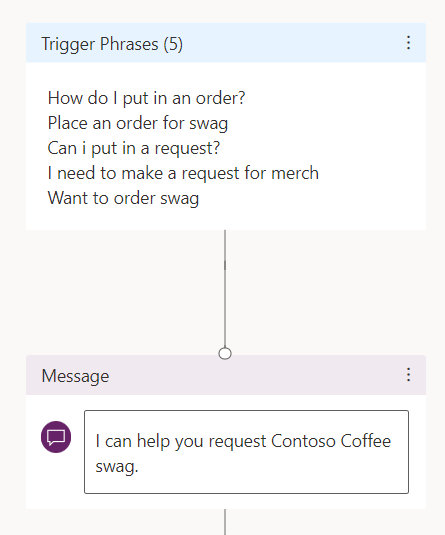 Trigger Phrases (5)
How do I put in an order?
Place an order for swag
Can i put in a request?
I need to make a request for merch
Want to order swag
Message
I can help you request Contoso Coffee
swag.